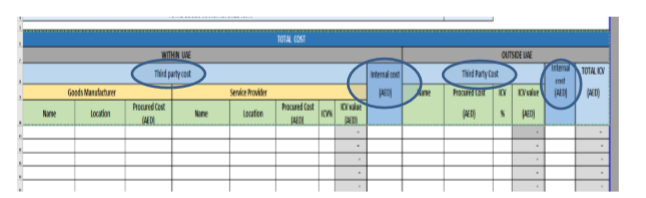 TOTAL COST
WITHIN UAE
OUTSIDE UAE
Third party cost
Internal cost
(AED)
Third Party Cost
Internal
cost
(AED)
TOTAL ICV
(AED)
Goods Manufacturer
Service Provider
Name
Location
Procured Cost
(AED)
Name
Location
Procured Cost
(AED)
ICV%
ICV value
(AED)
Name
Procured Cost
(AED)
ICV
%
ICV value
(AED)
- - -
- - -
- - -
- - -
- - -